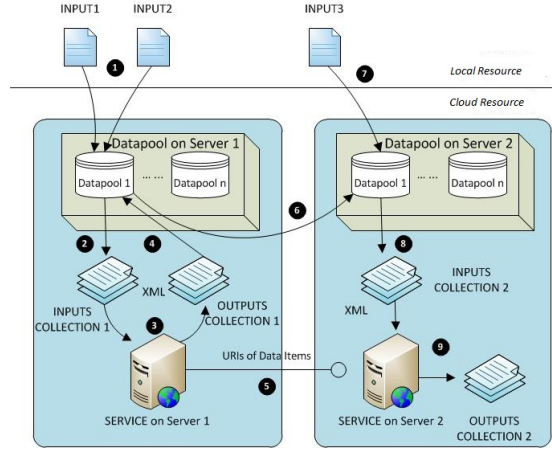 INPUT1
INPUT2
INPUT3
1
7
Local Resource
Cloud Resource
Datapool on Server 1
Datapool on Server 2
Datapool 1
... ...
Datapool n
Datapool 1
... ...
Datapool n
6
2
4
8
XML
INPUTS
COLLECTION 1
OUTPUTS
COLLECTION 1
INPUTS
COLLECTION 2
XML
3
9
URIs of Data Items
5
SERVICE on Server 1
SERVICE on Server 2
OUTPUTS
COLLECTION 2